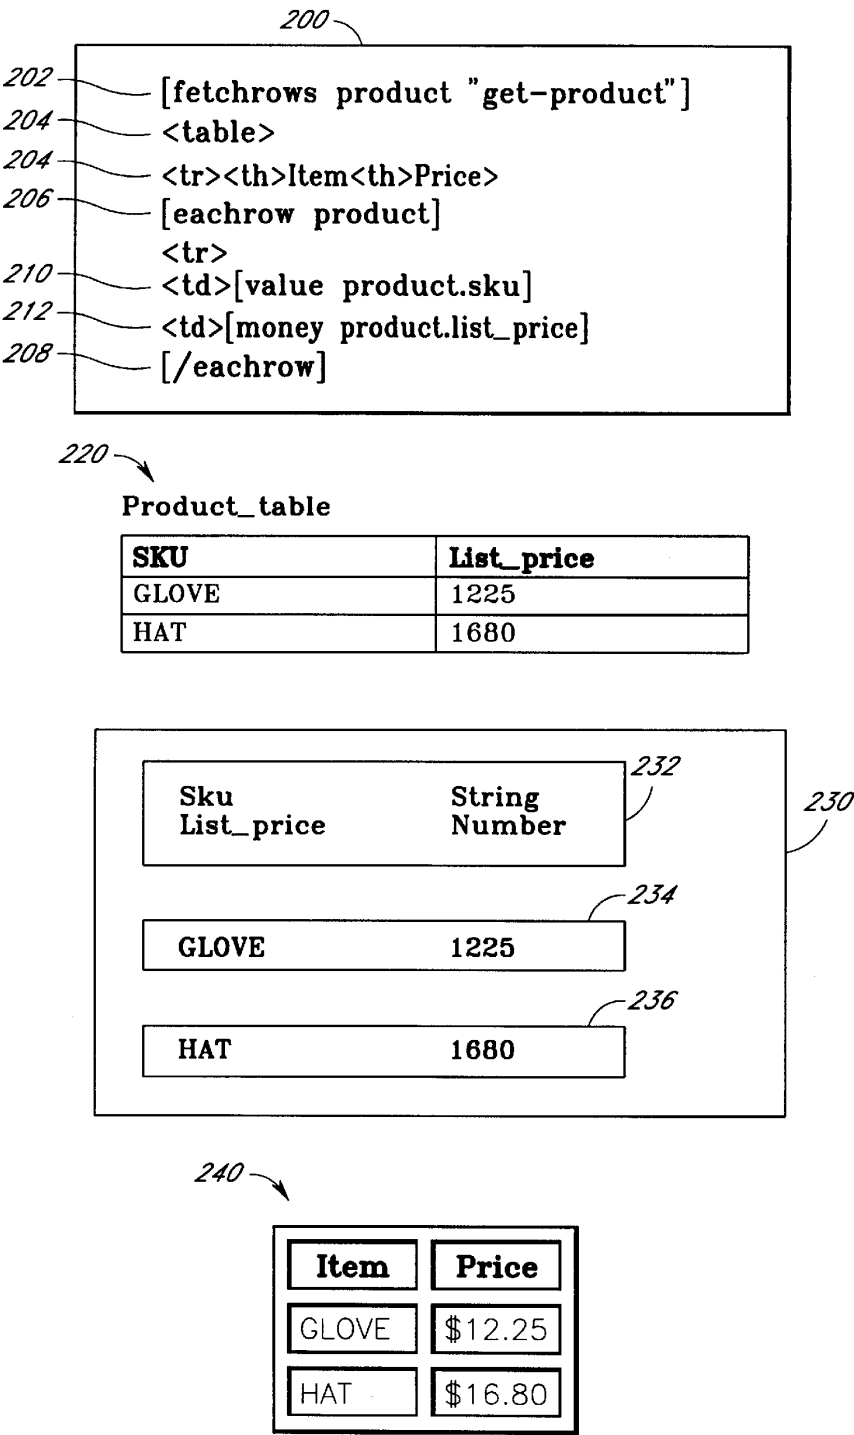 200
202 [fetchrows product "get-product"]
204 <table>
204 <tr><th>Item<th>Price>
206 [eachrow product]
<tr>
210 <td>[value product.sku]
212 <td>[money product.list_price]
208 [/eachrow]
220
Product_table
SKU List_price
GLOVE 1225
HAT 1680
232
Sku String
List_price Number
230
234
GLOVE 1225
236
HAT 1680
240
Item Price
GLOVE $12.25
HAT $16.80